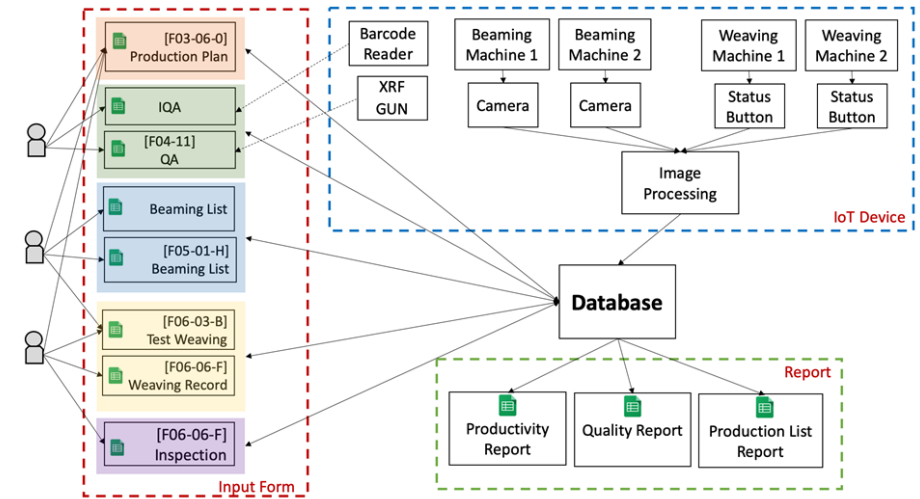 [F03-06-0]
Production Plan
IQA
[F04-11]
QA
Beaming List
[F05-01-H]
Beaming List
[F06-03-B]
Test Weaving
[F06-06-F]
Weaving Record
[F06-06-F]
Inspection
Input Form
Barcode
Reader
XRF
GUN
Beaming
Machine 1
Beaming
Machine 2
Weaving
Machine 1
Weaving
Machine 2
Camera
Camera
Status
Button
Status
Button
Image
Processing
IoT Device
Database
Report
Productivity
Report
Quality Report
Production List
Report